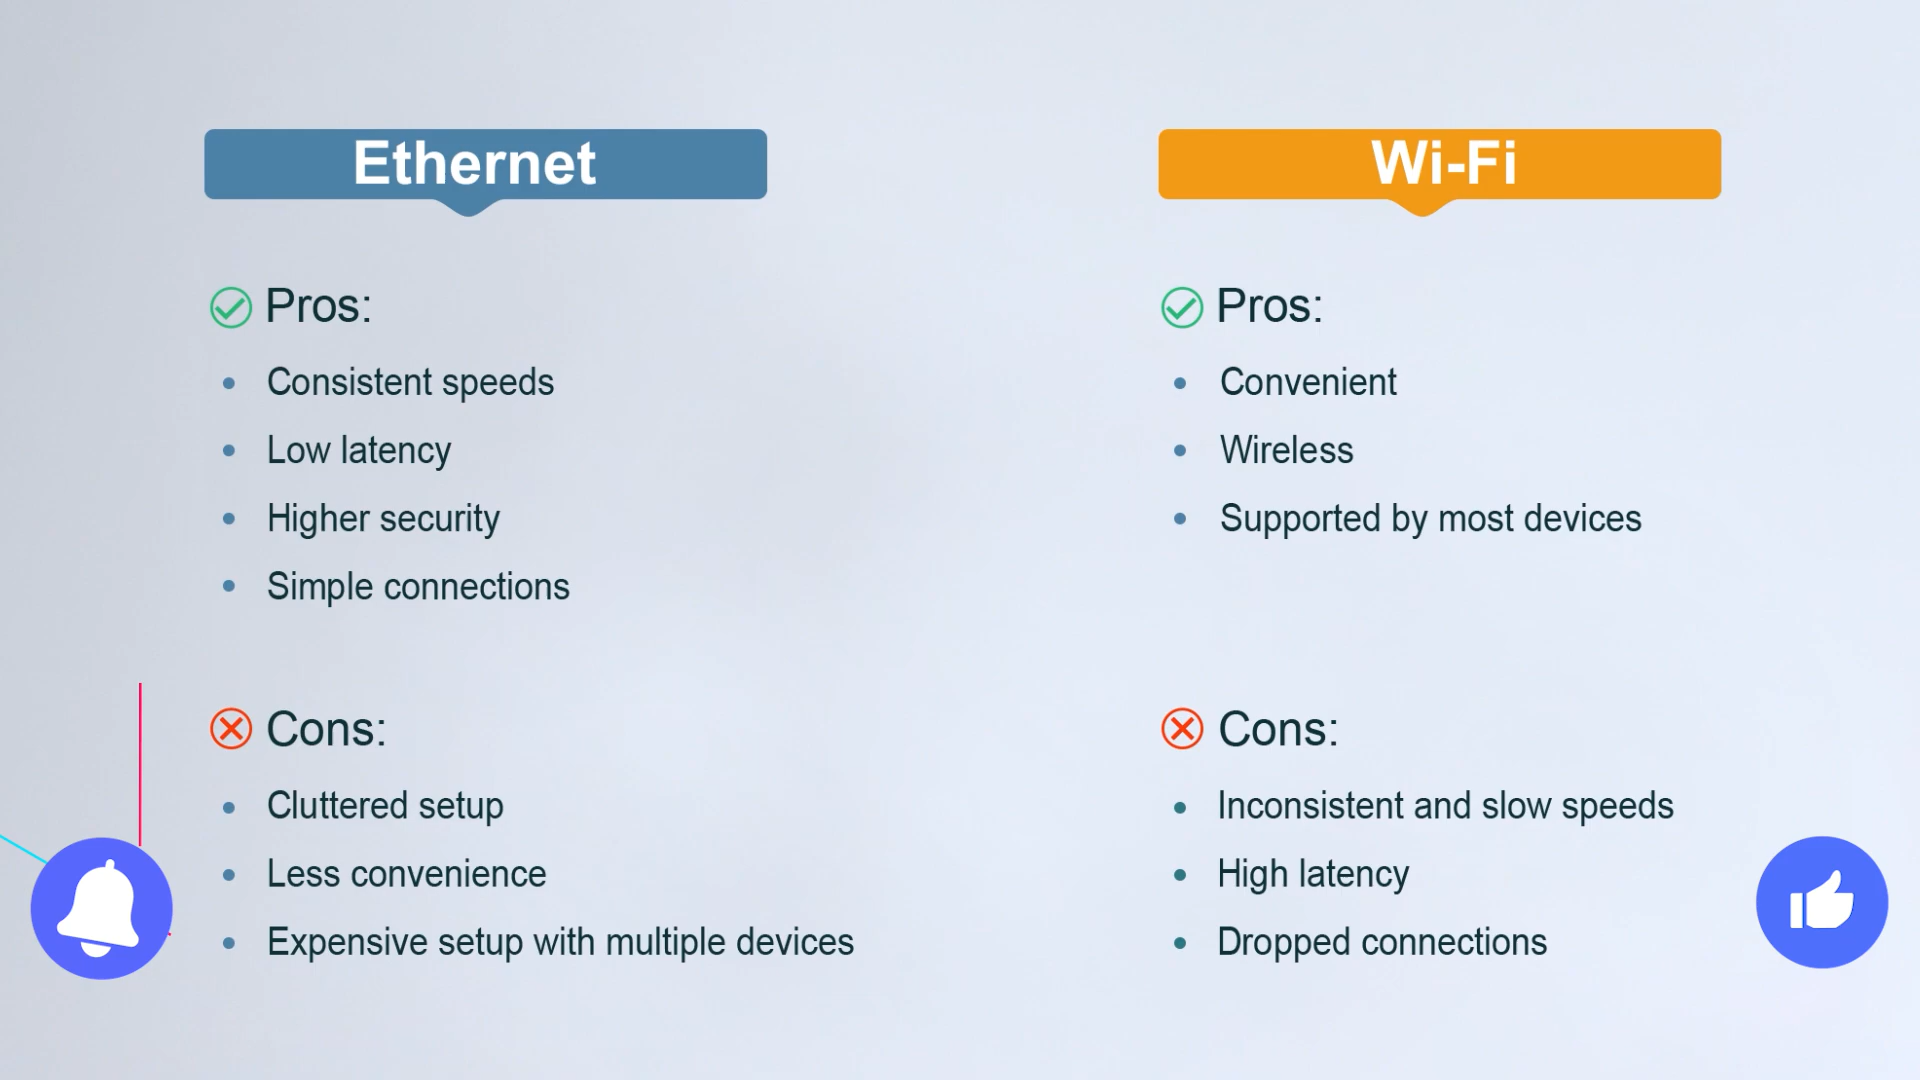 Ethernet
Pros:
Consistent speeds
Low latency
Higher security
Simple connections
Cons:
Cluttered setup
Less convenience
Expensive setup with multiple devices
Wi-Fi
Pros:
Convenient
Wireless
Supported by most devices
Cons:
Inconsistent and slow speeds
High latency
Dropped connections